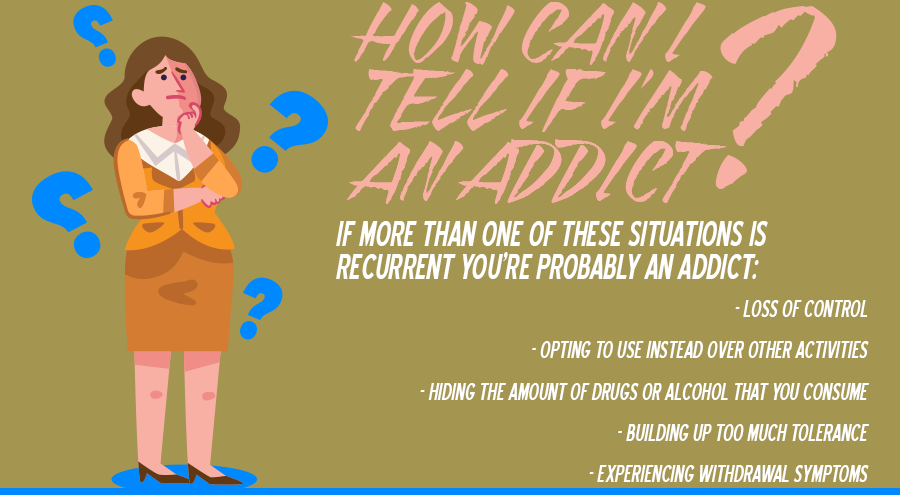 HOW CAN I
TELL IF I'M
AN ADDICT?
IF MORE THAN ONE OF THESE SITUATIONS IS
RECURRENT YOU'RE PROBABLY AN ADDICT:
- LOSS OF CONTROL
- OPTING TO USE INSTEAD OVER OTHER ACTIVITIES
- HIDING THE AMOUNT OF DRUGS OR ALCOHOL THAT YOU CONSUME
- BUILDING UP TOO MUCH TOLERANCE
- EXPERIENCING WITHDRAWAL SYMPTOMS